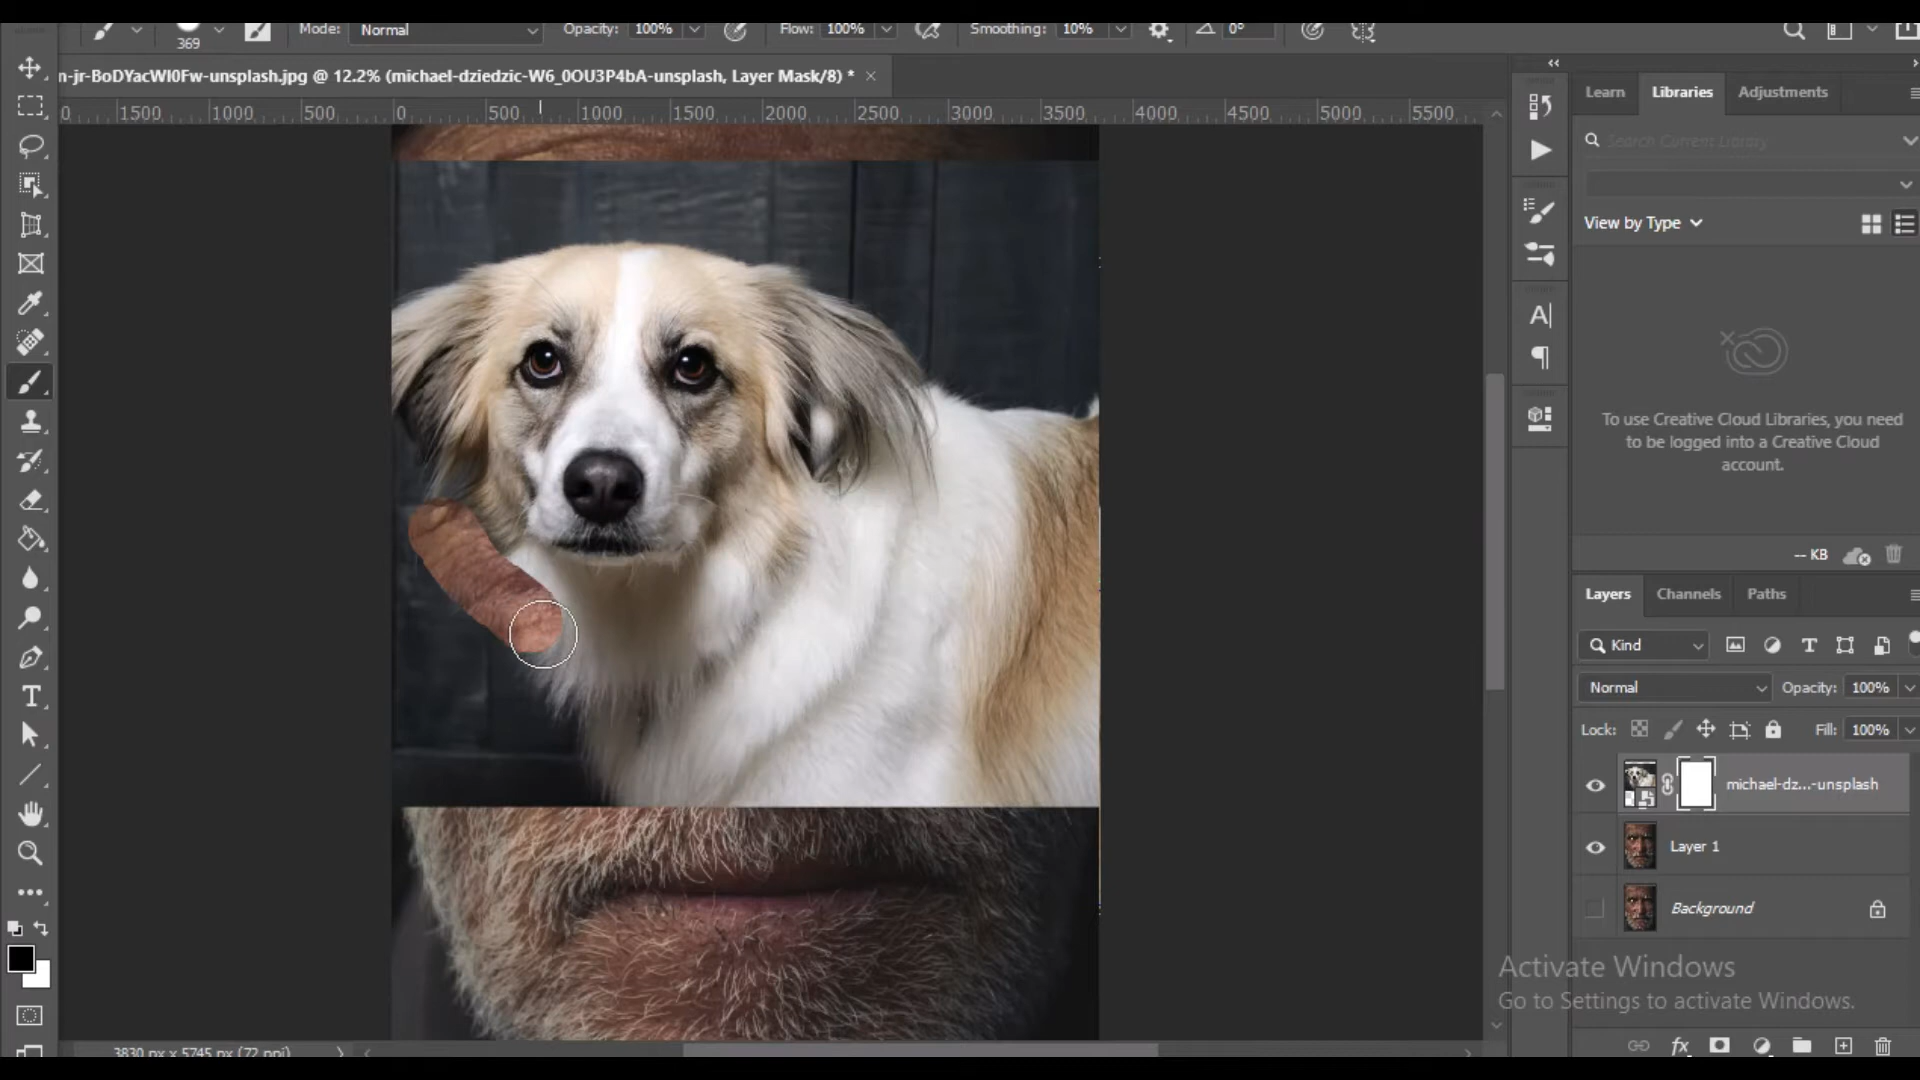 369
Mode: Normal
Opacity: 100%
Flow: 100%
Smoothing: 10%
0°
n-jr-BoDYacWI0Fw-unsplash.jpg @ 12.2% (michael-dziedzic-W6_0OU3P4bA-unsplash, Layer Mask/8) *
0 1500 1000 500 0 500 1000 1500 2000 2500 3000 3500 4000 4500 5000 5500
Learn Libraries Adjustments
Search Current Library
View by Type
To use Creative Cloud Libraries, you need
to be logged into a Creative Cloud
account.
-- KB
Layers Channels Paths
Kind
Normal Opacity: 100%
Lock: Fill: 100%
michael-dz...-unsplash
Layer 1
Background
Activate Windows
Go to Settings to activate Windows.
3830 px x 5745 px (72 ppi)